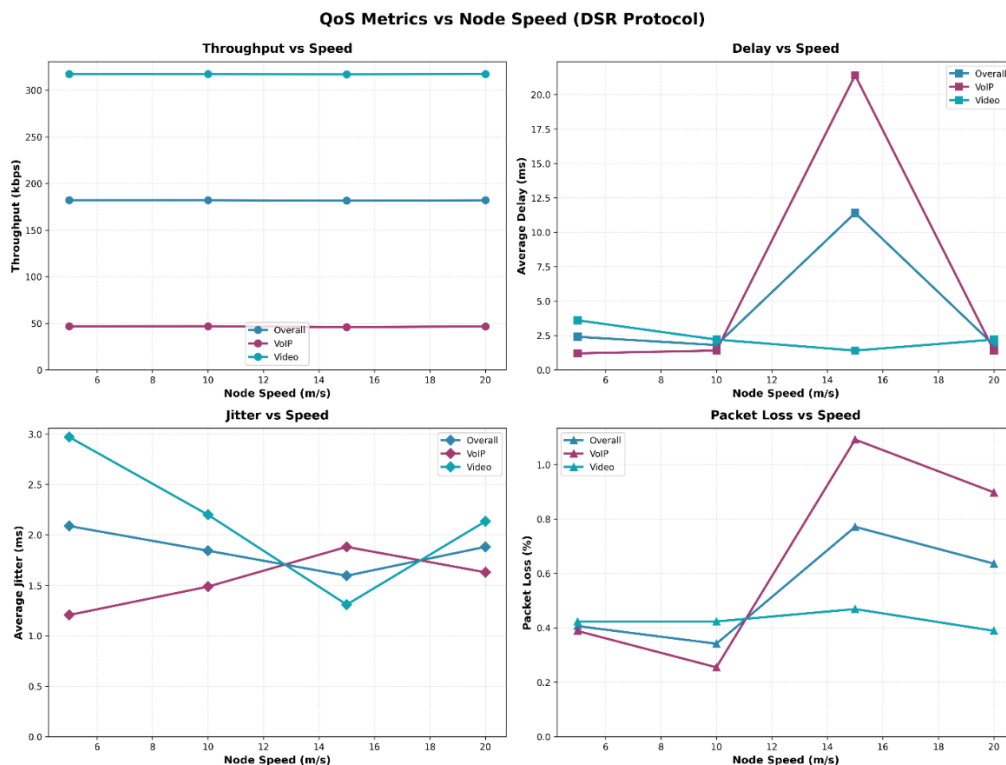 QoS Metrics vs Node Speed (DSR Protocol)
Throughput vs Speed
Throughput (kbps)
300
250
200
150
100
50
0
Overall
VoIP
Video
6 8 10 12 14 16 18 20
Node Speed (m/s)
Delay vs Speed
Average Delay (ms)
20.0
17.5
15.0
12.5
10.0
7.5
5.0
2.5
0.0
Overall
VoIP
Video
6 8 10 12 14 16 18 20
Node Speed (m/s)
Jitter vs Speed
Average Jitter (ms)
3.0
2.5
2.0
1.5
1.0
0.5
0.0
Overall
VoIP
Video
6 8 10 12 14 16 18 20
Node Speed (m/s)
Packet Loss vs Speed
Packet Loss (%)
1.0
0.8
0.6
0.4
0.2
0.0
Overall
VoIP
Video
6 8 10 12 14 16 18 20
Node Speed (m/s)